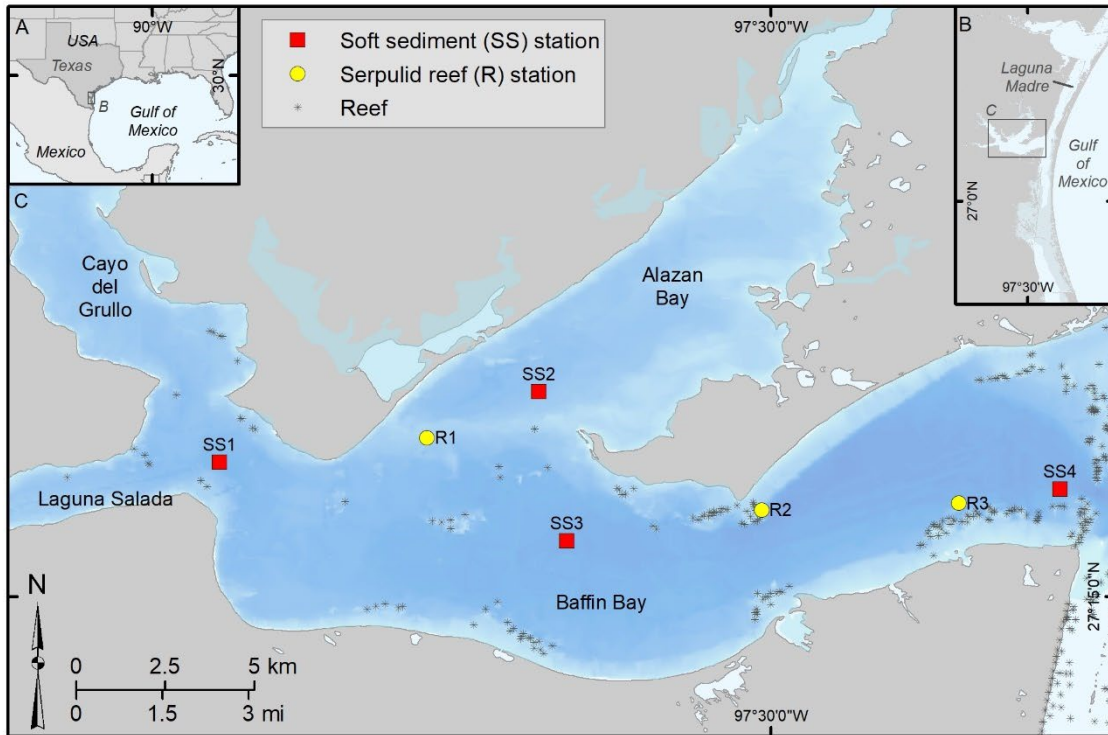 A
90°W
USA
Texas
30°N
B
Gulf of
Mexico
Mexico
Soft sediment (SS) station
Serpulid reef (R) station
Reef
97°30'0"W
B
Laguna
Madre
C
Gulf
of
Mexico
27°0'N
97°30'W
C
Cayo
del
Grullo
Alazan
Bay
SS2
R1
SS1
SS4
Laguna Salada
R2
R3
SS3
Baffin Bay
27°15'0"N
N
0 2.5 5 km
0 1.5 3 mi
97°30'0"W